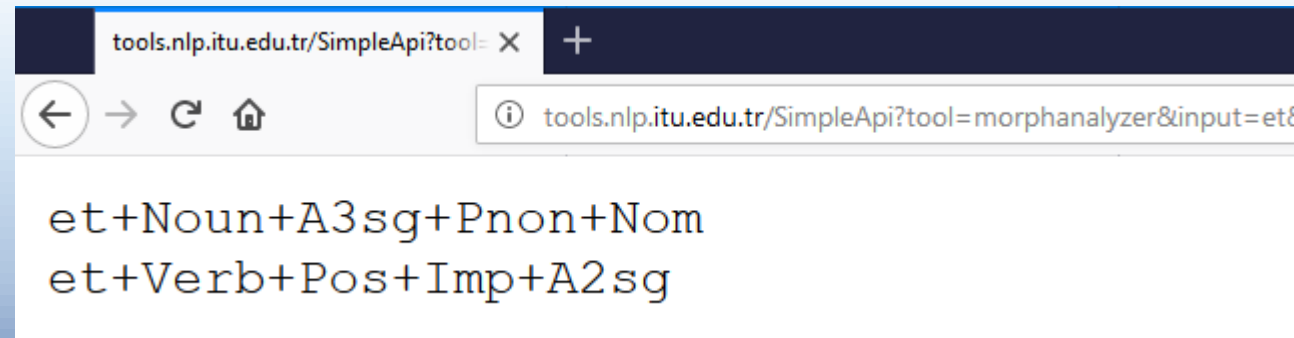 tools.nlp.itu.edu.tr/SimpleApi?tool=
tools.nlp.itu.edu.tr/SimpleApi?tool=morphanalyzer&input=et&
et+Noun+A3sg+Pnon+Nom
et+Verb+Pos+Imp+A2sg